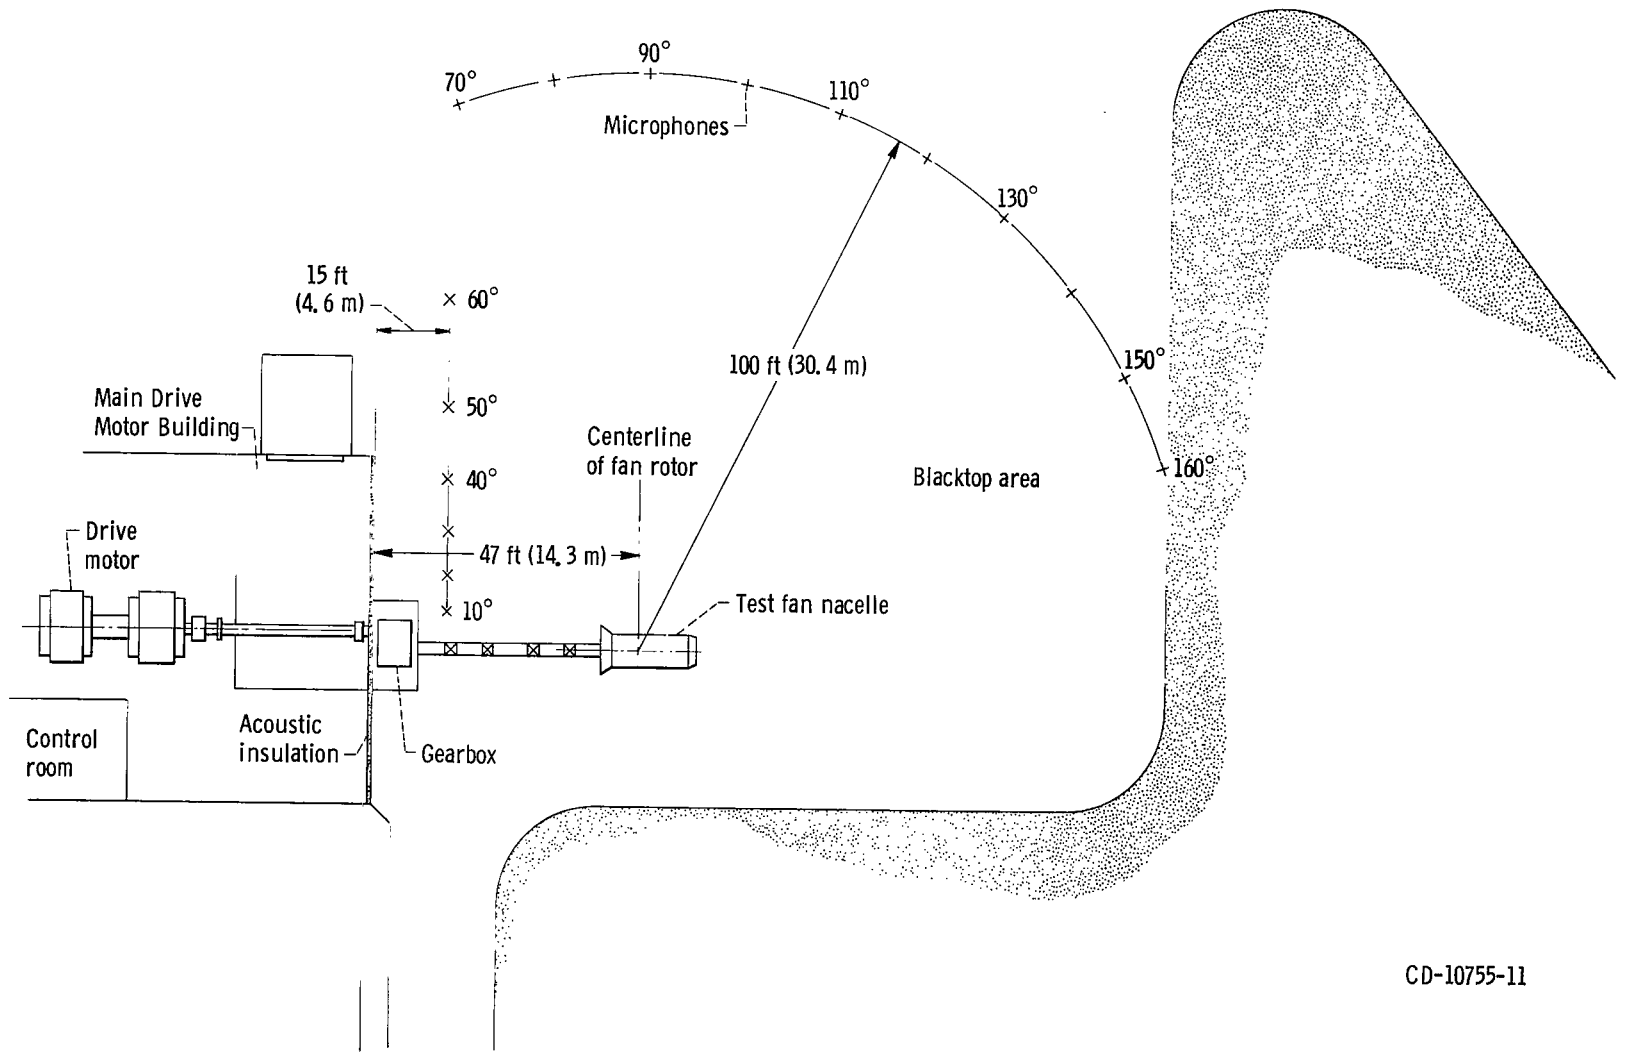 90°
70°
110°
Microphones
130°
15 ft
(4.6 m)
60°
150°
100 ft (30.4 m)
Main Drive
Motor Building
50°
Centerline
of fan rotor
40°
Blacktop area
160°
Drive
motor
47 ft (14.3 m)
10°
Test fan nacelle
Control
room
Acoustic
insulation
Gearbox
CD-10755-11